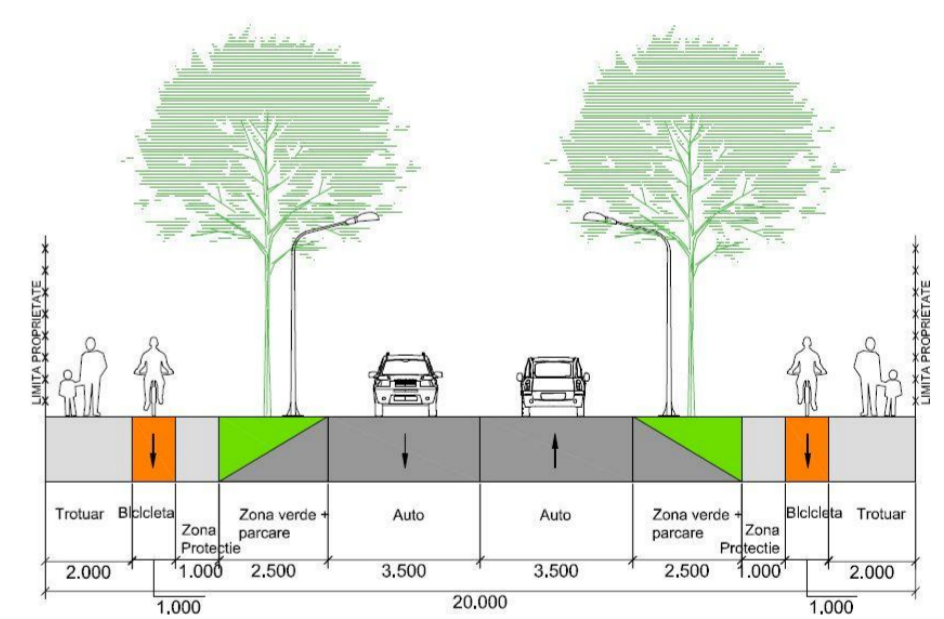 LIMITA PROPRIETATE
LIMITA PROPRIETATE
Trotuar
BIcIcleta
Zona
Protectie
Zona verde +
parcare
Auto
Auto
Zona verde +
parcare
Zona
Protectie
BIcIcleta
Trotuar
2.000
1.000
2.500
3.500
3.500
2.500
1.000
2.000
1.000
20.000
1.000